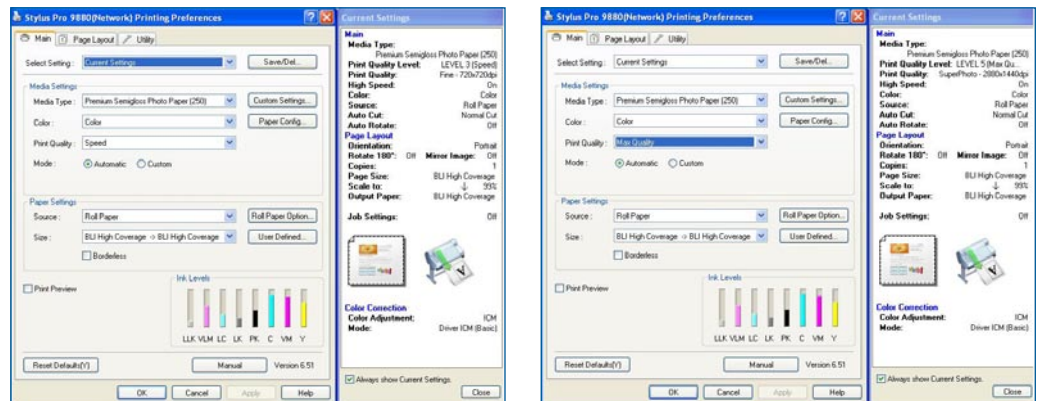 Stylus Pro 9880(Network) Printing Preferences
Main
Page Layout
Utility
Select Setting :
Current Settings
Save/Del...
Media Settings
Media Type :
Premium Semigloss Photo Paper (250)
Custom Settings...
Color :
Color
Paper Config...
Print Quality :
Speed
Mode :
Automatic
Custom
Paper Settings
Source :
Roll Paper
Roll Paper Option...
Size :
BLI High Coverage -> BLI High Coverage
User Defined...
Borderless
Print Preview
Ink Levels
LLK VLM LC LK PK C VM Y
Reset Defaults(Y)
Manual
Version 6.51
OK
Cancel
Apply
Help
Current Settings
Main
Media Type:
Premium Semigloss Photo Paper (250)
Print Quality Level: LEVEL 3 (Speed)
Print Quality: Fine - 720x720dpi
High Speed: On
Color: Color
Source: Roll Paper
Auto Cut: Normal Cut
Auto Rotate: Off
Page Layout
Orientation: Portrait
Rotate 180°: Off Mirror Image: Off
Copies: 1
Page Size: BLI High Coverage
Scale to: ↓ 99%
Output Paper: BLI High Coverage
Job Settings: Off
Color Correction
Color Adjustment: ICM
Mode: Driver ICM (Basic)
Always show Current Settings.
Close
Stylus Pro 9880(Network) Printing Preferences
Main
Page Layout
Utility
Select Setting :
Current Settings
Save/Del...
Media Settings
Media Type :
Premium Semigloss Photo Paper (250)
Custom Settings...
Color :
Color
Paper Config...
Print Quality :
Max Quality
Mode :
Automatic
Custom
Paper Settings
Source :
Roll Paper
Roll Paper Option...
Size :
BLI High Coverage -> BLI High Coverage
User Defined...
Borderless
Print Preview
Ink Levels
LLK VLM LC LK PK C VM Y
Reset Defaults(Y)
Manual
Version 6.51
OK
Cancel
Apply
Help
Current Settings
Main
Media Type:
Premium Semigloss Photo Paper (250)
Print Quality Level: LEVEL 5 (Max Qu...
Print Quality: SuperPhoto - 2880x1440dpi
High Speed: On
Color: Color
Source: Roll Paper
Auto Cut: Normal Cut
Auto Rotate: Off
Page Layout
Orientation: Portrait
Rotate 180°: Off Mirror Image: Off
Copies: 1
Page Size: BLI High Coverage
Scale to: ↓ 99%
Output Paper: BLI High Coverage
Job Settings: Off
Color Correction
Color Adjustment: ICM
Mode: Driver ICM (Basic)
Always show Current Settings.
Close